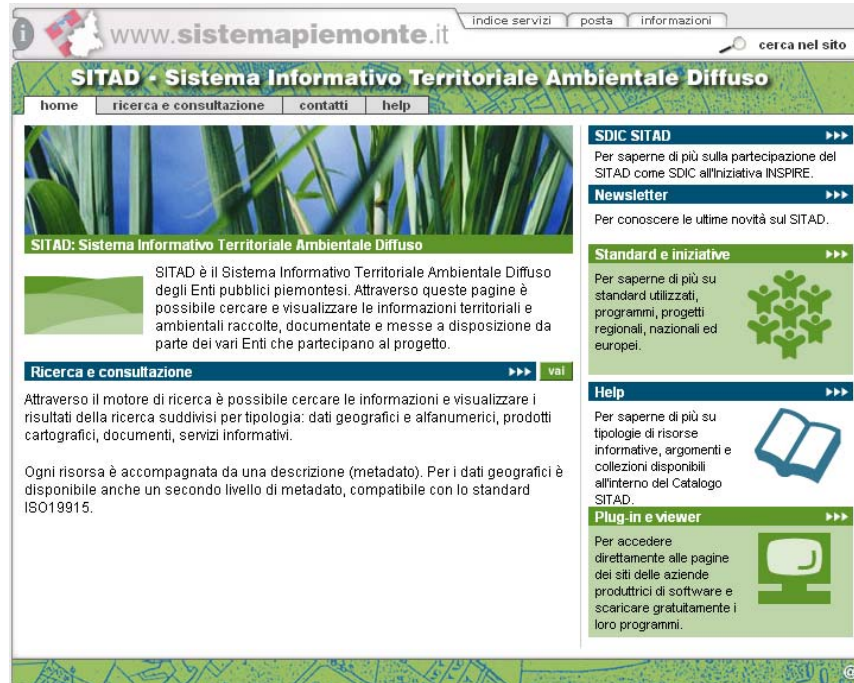 indice servizi posta informazioni
i
www.sistemapiemonte.it
cerca nel sito
SITAD - Sistema Informativo Territoriale Ambientale Diffuso
home ricerca e consultazione contatti help
SITAD: Sistema Informativo Territoriale Ambientale Diffuso
SITAD è il Sistema Informativo Territoriale Ambientale Diffuso
degli Enti pubblici piemontesi. Attraverso queste pagine è
possibile cercare e visualizzare le informazioni territoriali e
ambientali raccolte, documentate e messe a disposizione da
parte dei vari Enti che partecipano al progetto.
Ricerca e consultazione
vai
Attraverso il motore di ricerca è possibile cercare le informazioni e visualizzare i
risultati della ricerca suddivisi per tipologia: dati geografici e alfanumerici, prodotti
cartografici, documenti, servizi informativi.
Ogni risorsa è accompagnata da una descrizione (metadato). Per i dati geografici è
disponibile anche un secondo livello di metadato, compatibile con lo standard
ISO19915.
SDIC SITAD
Per saperne di più sulla partecipazione del
SITAD come SDIC all'Iniziativa INSPIRE.
Newsletter
Per conoscere le ultime novità sul SITAD.
Standard e iniziative
Per saperne di più su
standard utilizzati,
programmi, progetti
regionali, nazionali ed
europei.
Help
Per saperne di più su
tipologie di risorse
informative, argomenti e
collezioni disponibili
all'interno del Catalogo
SITAD.
Plug-in e viewer
Per accedere
direttamente alle pagine
dei siti delle aziende
produttrici di software e
scaricare gratuitamente i
loro programmi.
@